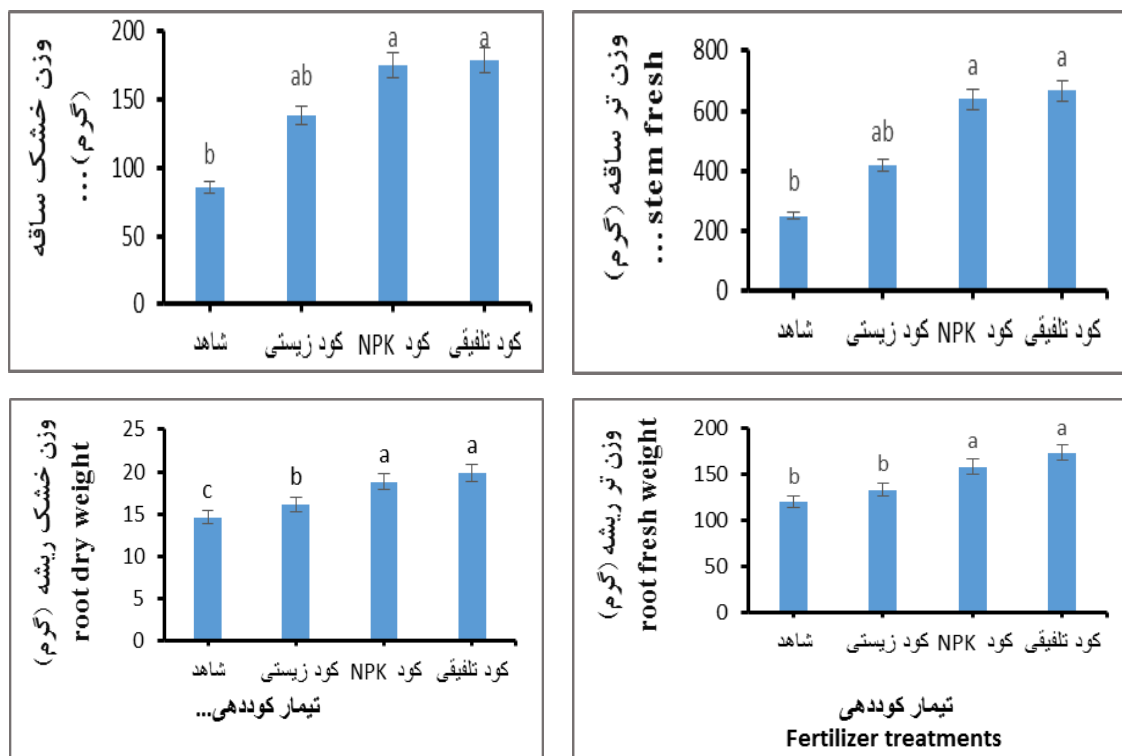 وزن خشک ساقه
(گرم)...
200
150
100
50
0
b
ab
a
a
شاهد
کود زیستی
کود NPK
کود تلفیقی
وزن تر ساقه (گرم)
stem fresh ...
800
600
400
200
0
b
ab
a
a
شاهد
کود زیستی
کود NPK
کود تلفیقی
وزن خشک ریشه (گرم)
root dry weight
25
20
15
10
5
0
c
b
a
a
شاهد
کود زیستی
کود NPK
کود تلفیقی
تیمار کوددهی...
وزن تر ریشه (گرم)
root fresh weight
200
150
100
50
0
b
b
a
a
شاهد
کود زیستی
کود NPK
کود تلفیقی
تیمار کوددهی
Fertilizer treatments